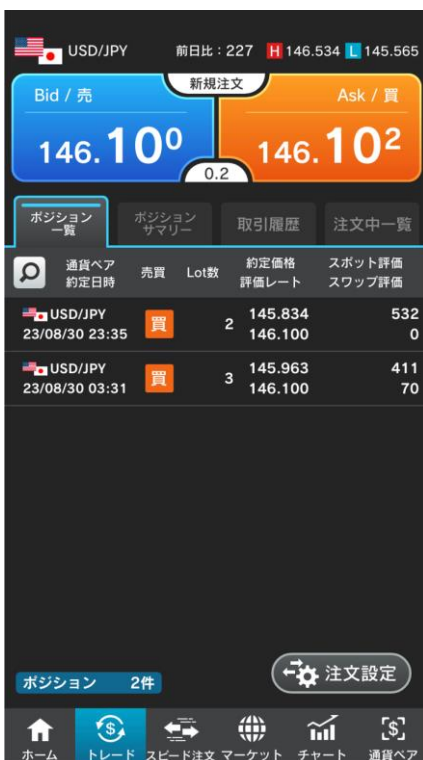 USD/JPY 前日比：227 H 146.534 L 145.565
新規注文
Bid / 売 Ask / 買
146.100 146.102
0.2
ポジション
一覧
ポジション
サマリー
取引履歴
注文中一覧
通貨ペア 売買 Lot数 約定価格 スポット評価
約定日時 評価レート スワップ評価
USD/JPY 買 2 145.834 532
23/08/30 23:35 146.100 0
USD/JPY 買 3 145.963 411
23/08/30 03:31 146.100 70
注文設定
ポジション 2件
ホーム トレード スピード注文 マーケット チャート 通貨ペア